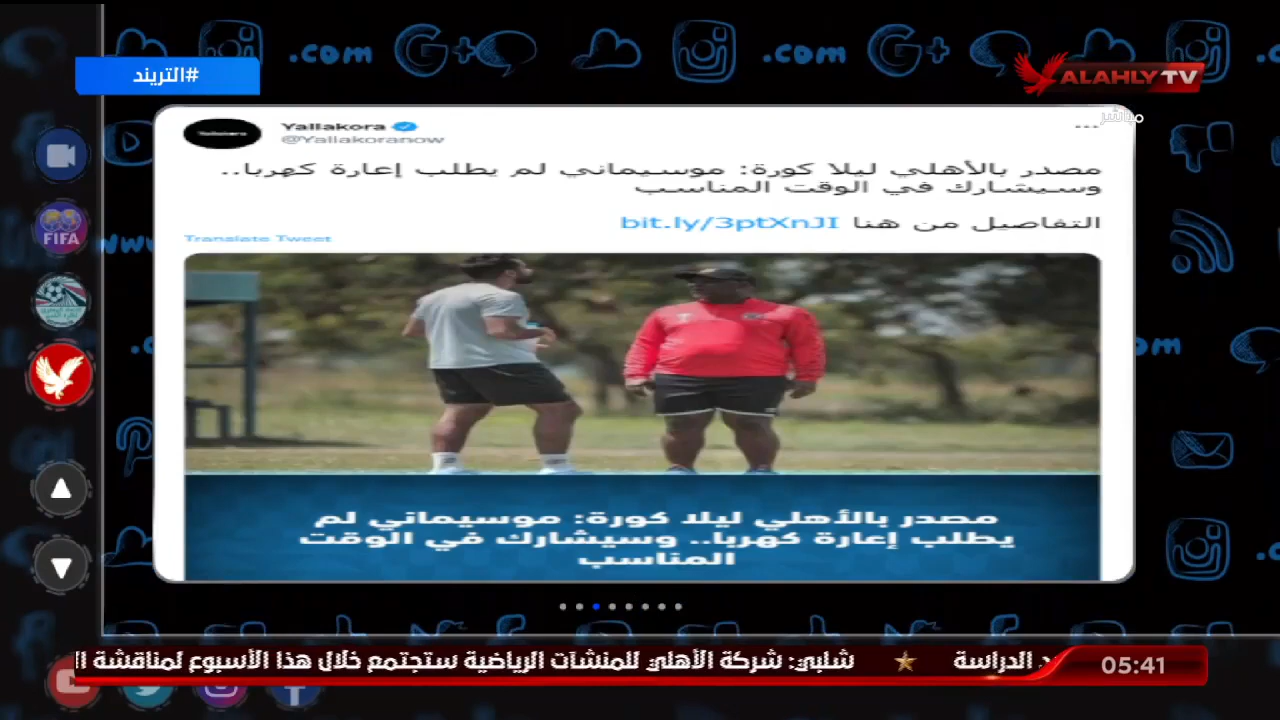 #التريند
ALAHLY TV
مباشر
Yallakora
@Yallakoranow
مصدر بالأهلي ليلا كورة: موسيماني لم يطلب إعارة كهربا..
وسيشارك في الوقت المناسب
التفاصيل من هنا bit.ly/3ptXnJI
Translate Tweet
مصدر بالأهلي ليلا كورة: موسيماني لم
يطلب إعارة كهربا.. وسيشارك في الوقت
المناسب
FIFA
.com
.com
G+
G+
www
05:41
الدراسة ★ شلبي: شركة الأهلي للمنشآت الرياضية ستجتمع خلال هذا الأسبوع لمناقشة